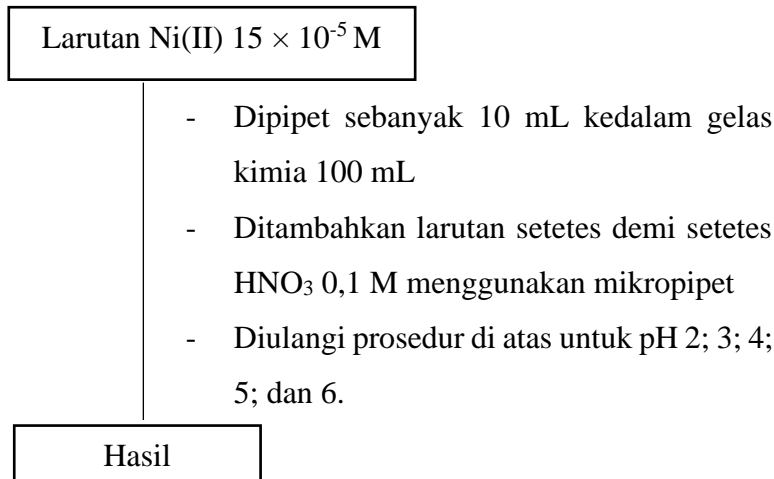 Larutan Ni(II) 15 × 10⁻⁵ M
- Dipipet sebanyak 10 mL kedalam gelas
kimia 100 mL
- Ditambahkan larutan setetes demi setetes
HNO₃ 0,1 M menggunakan mikropipet
- Diulangi prosedur di atas untuk pH 2; 3; 4;
5; dan 6.
Hasil